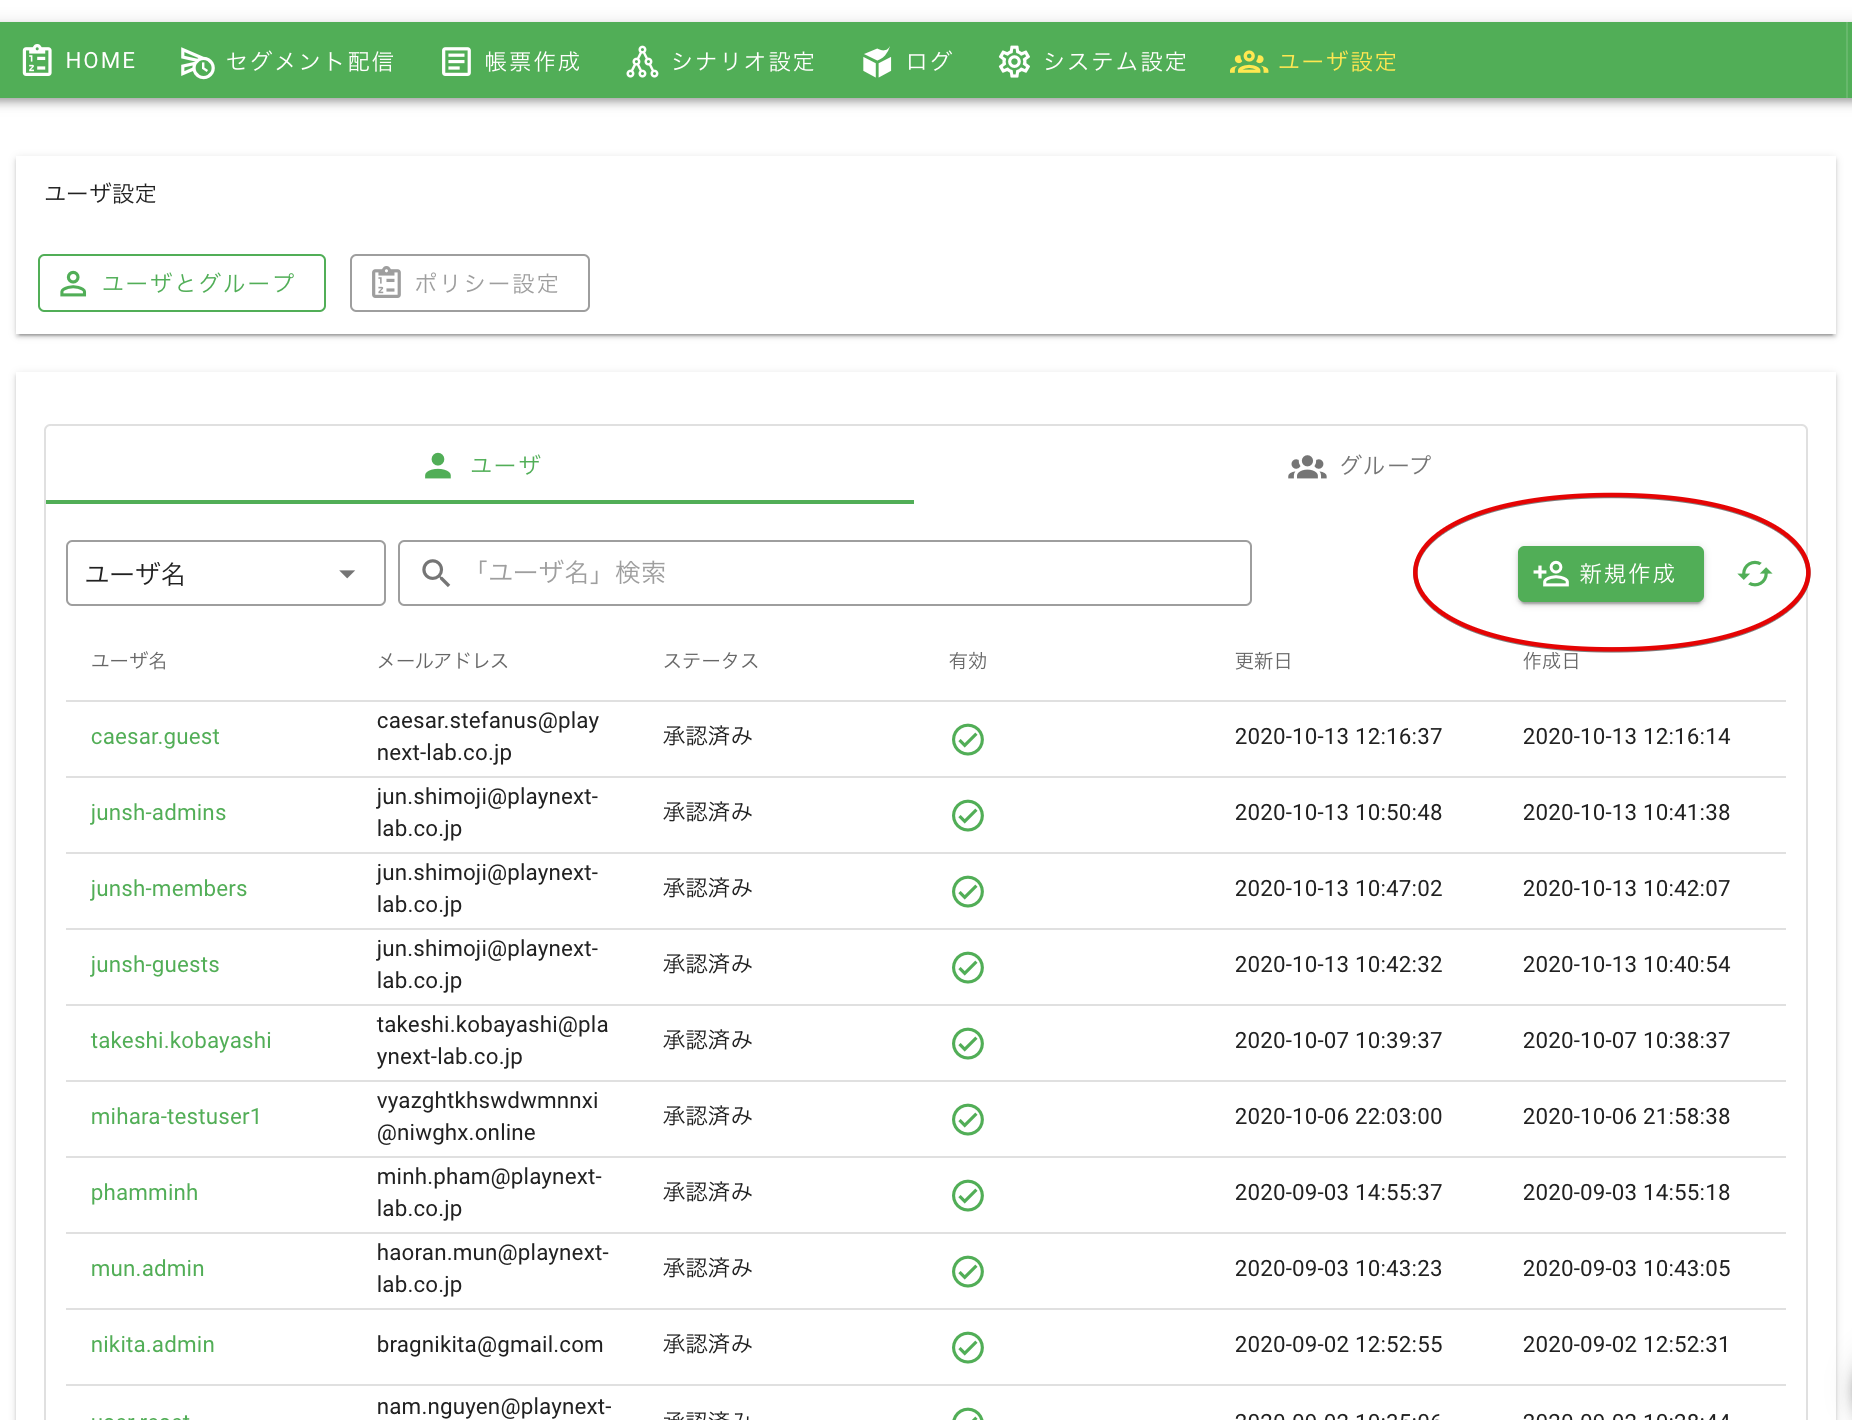 HOME セグメント配信 帳票作成 シナリオ設定 ログ システム設定 ユーザ設定
ユーザ設定
ユーザとグループ ポリシー設定
ユーザ グループ
ユーザ名 「ユーザ名」検索 新規作成
ユーザ名 メールアドレス ステータス 有効 更新日 作成日
caesar.guest caesar.stefanus@play
next-lab.co.jp 承認済み 2020-10-13 12:16:37 2020-10-13 12:16:14
junsh-admins jun.shimoji@playnext-
lab.co.jp 承認済み 2020-10-13 10:50:48 2020-10-13 10:41:38
junsh-members jun.shimoji@playnext-
lab.co.jp 承認済み 2020-10-13 10:47:02 2020-10-13 10:42:07
junsh-guests jun.shimoji@playnext-
lab.co.jp 承認済み 2020-10-13 10:42:32 2020-10-13 10:40:54
takeshi.kobayashi takeshi.kobayashi@pla
ynext-lab.co.jp 承認済み 2020-10-07 10:39:37 2020-10-07 10:38:37
mihara-testuser1 vyazghtkhswdwmnnxi
@niwghx.online 承認済み 2020-10-06 22:03:00 2020-10-06 21:58:38
phamminh minh.pham@playnext-
lab.co.jp 承認済み 2020-09-03 14:55:37 2020-09-03 14:55:18
mun.admin haoran.mun@playnext-
lab.co.jp 承認済み 2020-09-03 10:43:23 2020-09-03 10:43:05
nikita.admin bragnikita@gmail.com 承認済み 2020-09-02 12:52:55 2020-09-02 12:52:31
nam.nguyen@playnext-